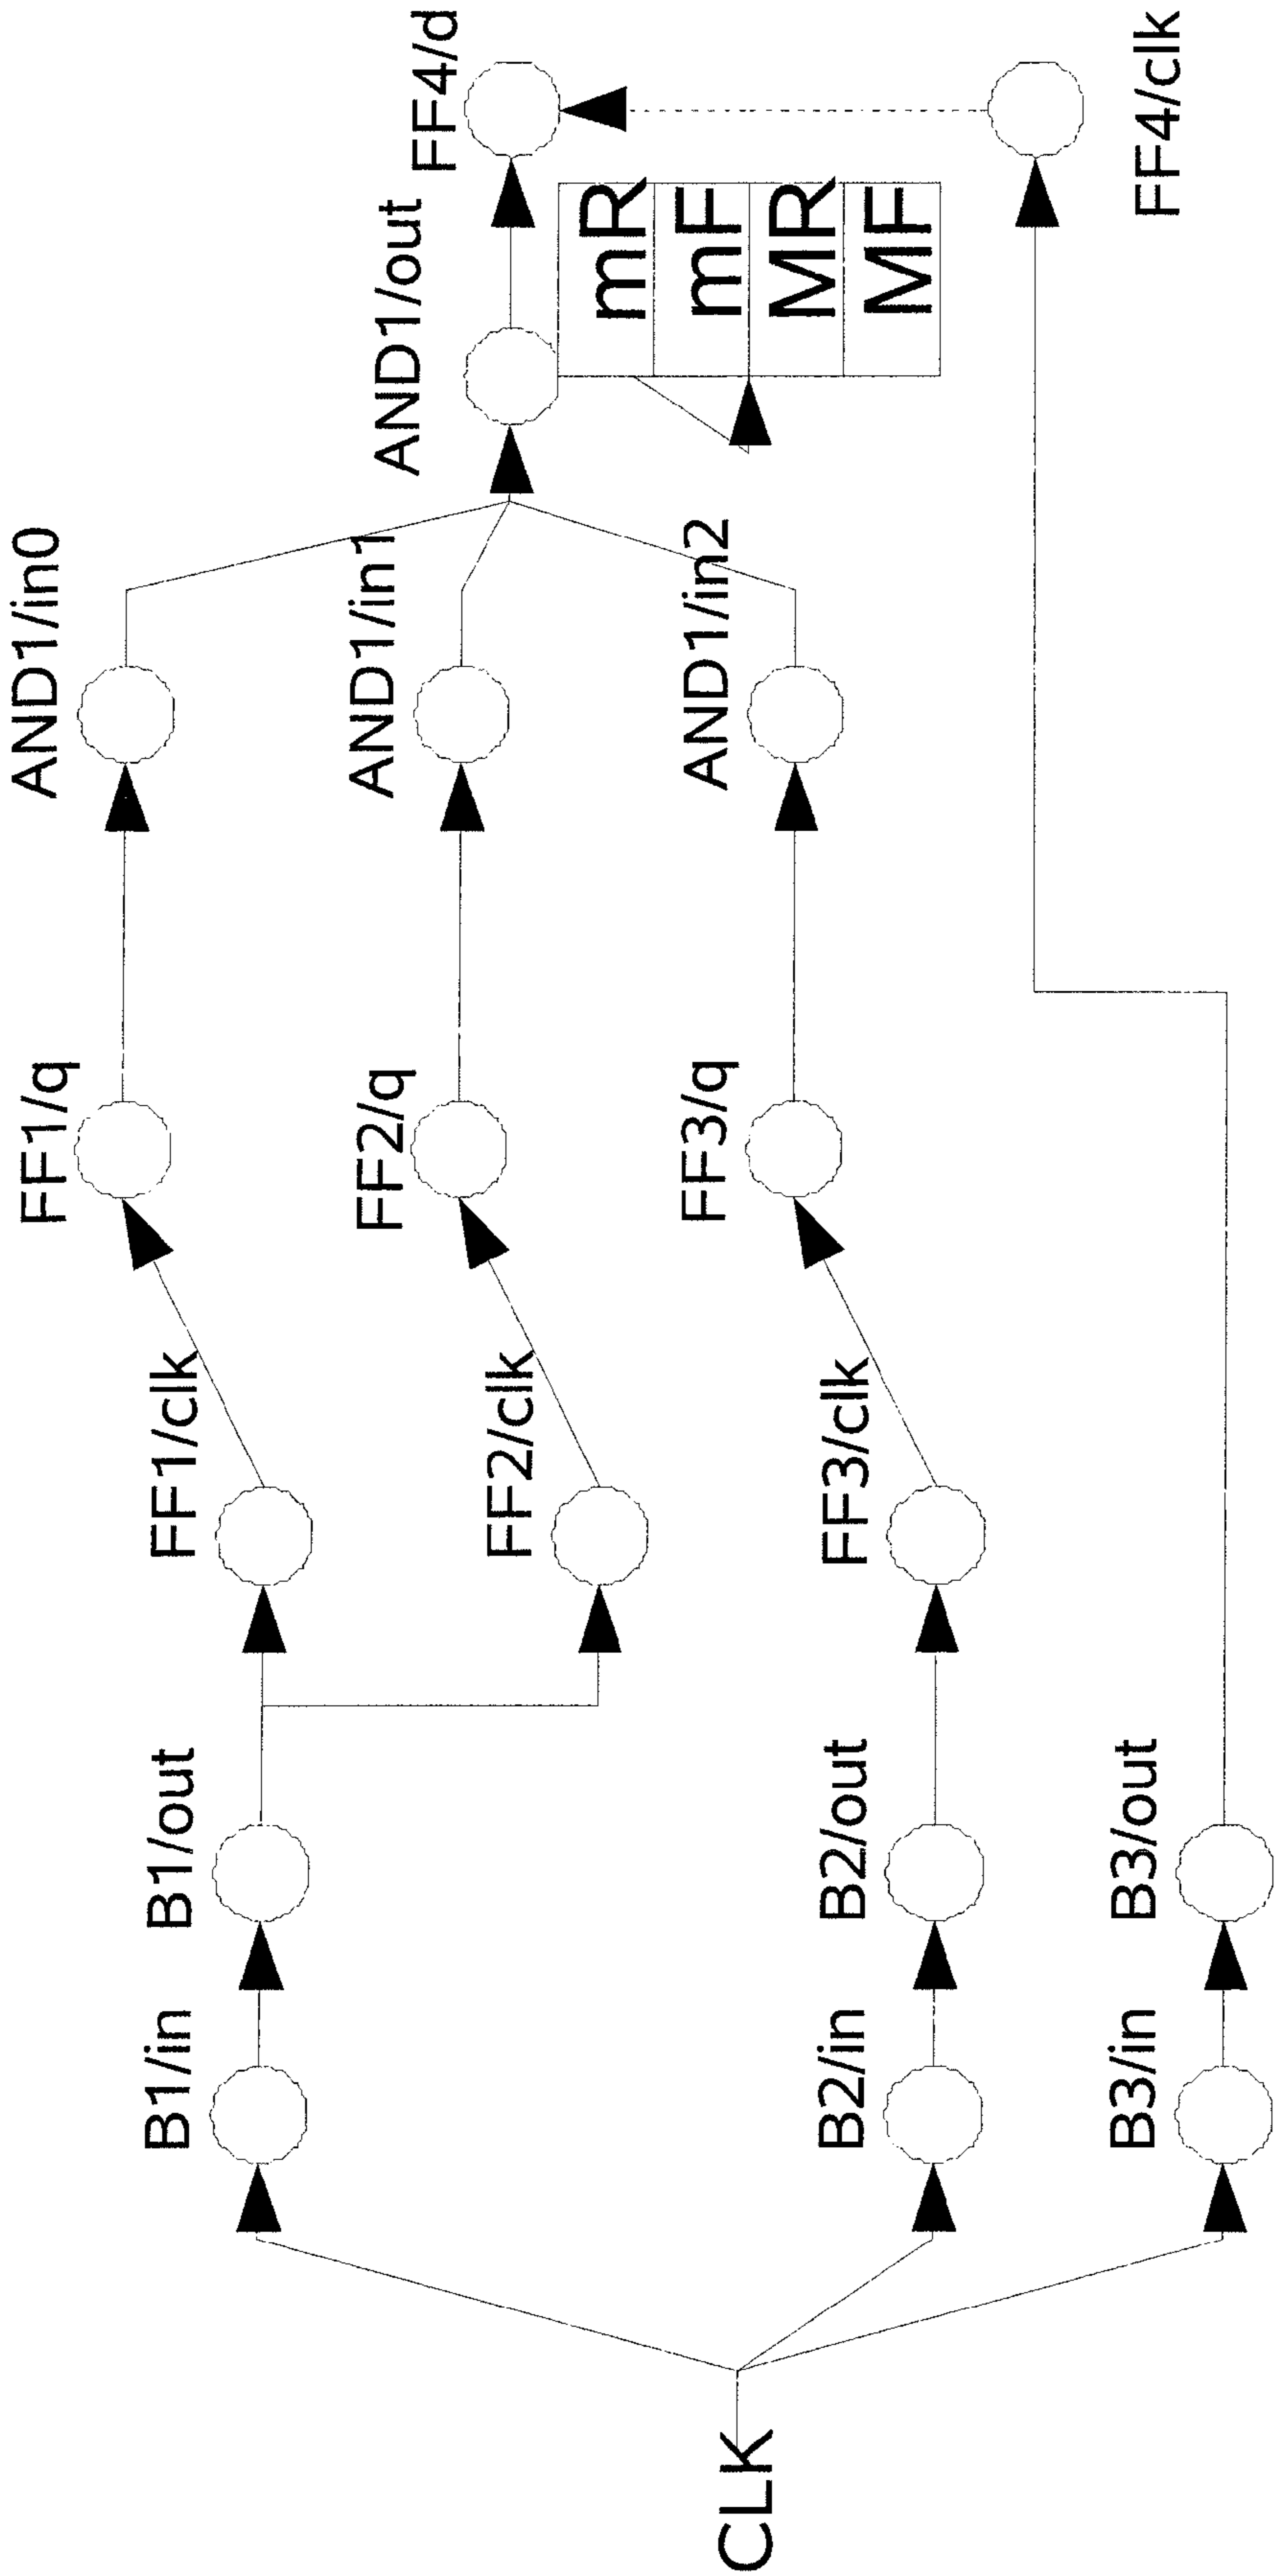 AND1/in0
FF1/q
FF1/clk
B1/out
B1/in
AND1/out
FF4/d
AND1/in1
FF2/q
FF2/clk
AND1/in2
FF3/q
FF3/clk
B2/out
B2/in
mR
mF
MR
MF
FF4/clk
B3/out
B3/in
CLK